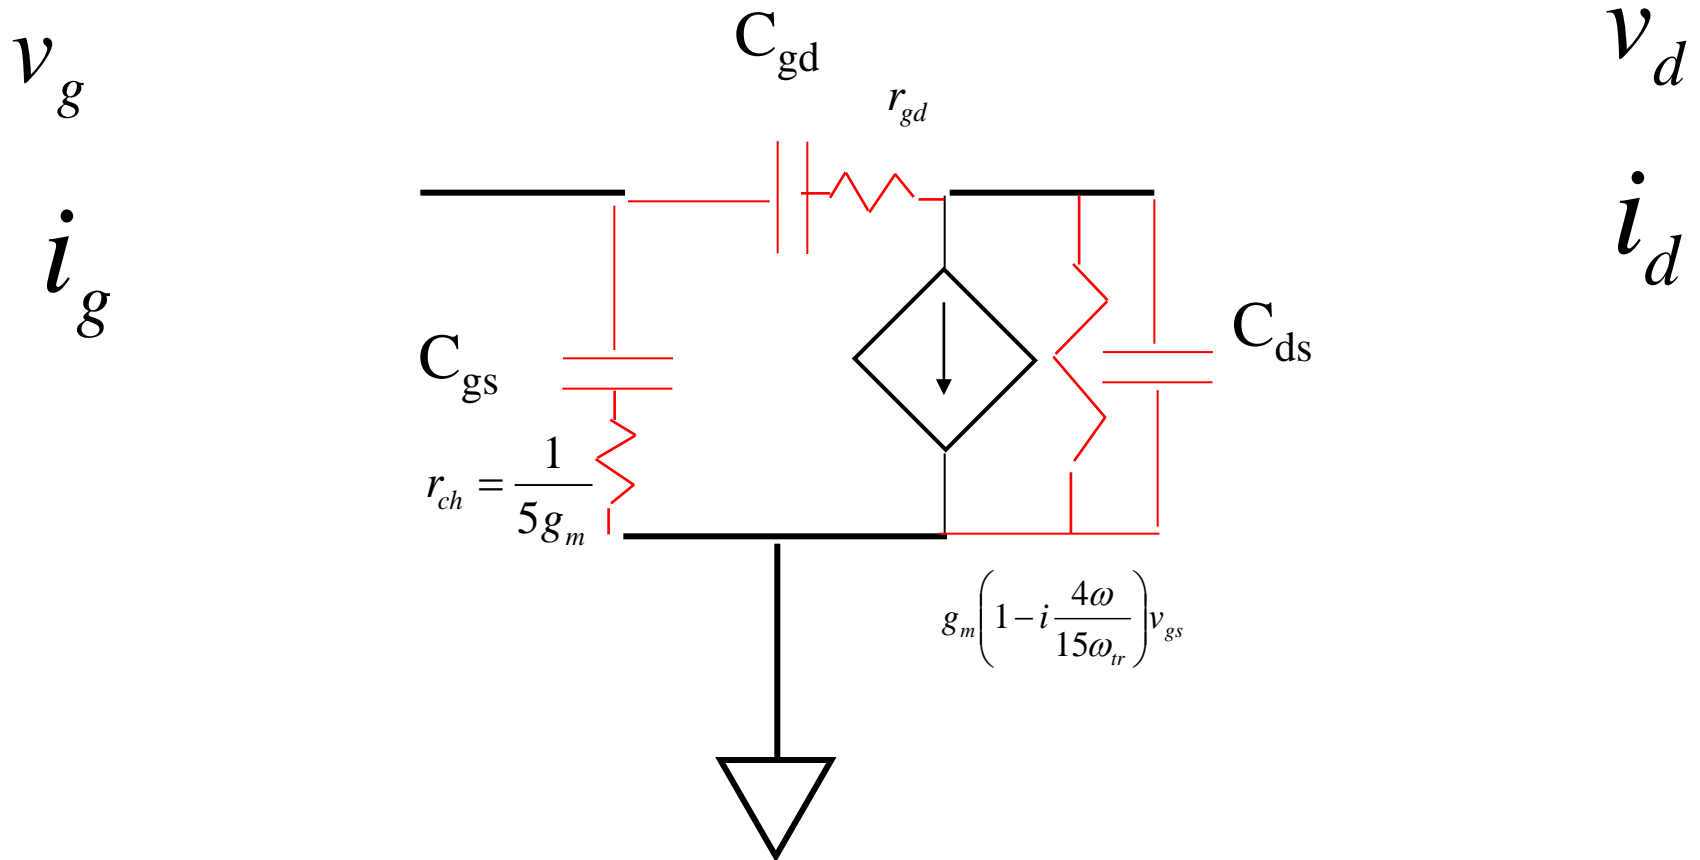 v_g
i_g
C_gd
r_gd
v_d
i_d
C_gs
C_ds
r_ch = 1 / 5g_m
g_m (1 − i 4ω / 15ω_tr) v_gs